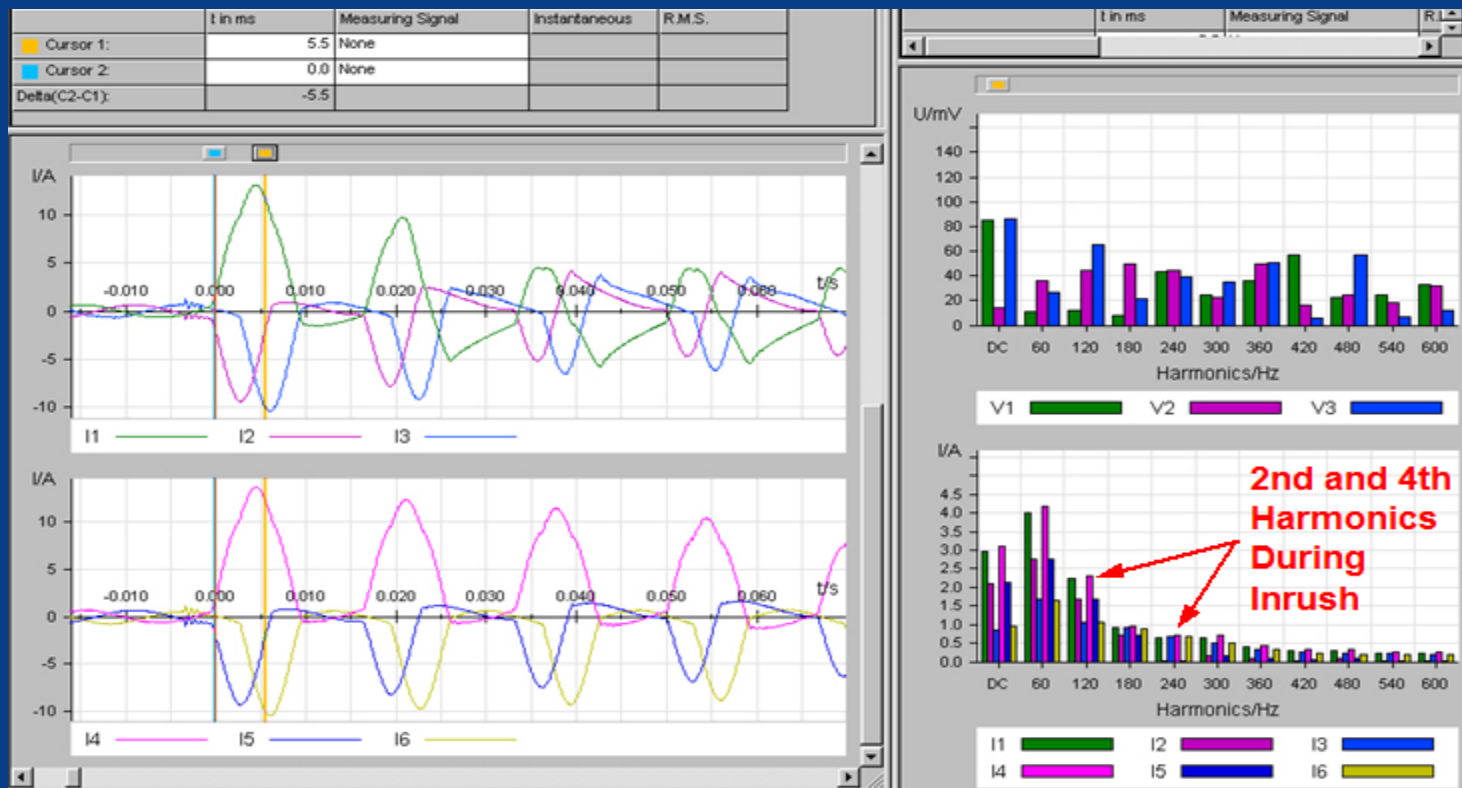 t in ms Measuring Signal Instantaneous R.M.S.
Cursor 1: 5.5 None
Cursor 2: 0.0 None
Delta(C2-C1): -5.5
I/A
10
5
-0.010 0.000 0.010 0.020 0.030 0.040 0.050 0.060 t/s
0
-5
-10
I1 I2 I3
I/A
10
5
-0.010 0.000 0.010 0.020 0.030 0.040 0.050 0.060 t/s
0
-5
-10
I4 I5 I6
t in ms Measuring Signal
U/mV
140
120
100
80
60
40
20
0
DC 60 120 180 240 300 360 420 480 540 600
Harmonics/Hz
V1 V2 V3
I/A
4.5
4.0
3.5
3.0
2.5
2.0
1.5
1.0
0.5
0.0
2nd and 4th
Harmonics
During
Inrush
DC 60 120 180 240 300 360 420 480 540 600
Harmonics/Hz
I1 I2 I3
I4 I5 I6